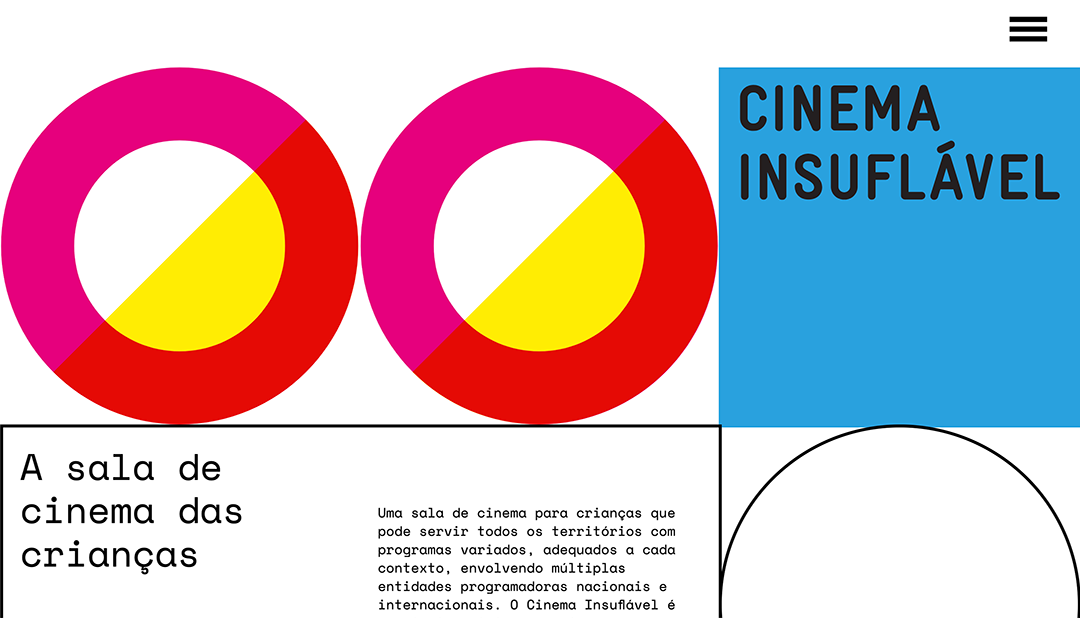 CINEMA
INSUFLÁVEL
A sala de
cinema das
crianças
Uma sala de cinema para crianças que
pode servir todos os territórios com
programas variados, adequados a cada
contexto, envolvendo múltiplas
entidades programadoras nacionais e
internacionais. O Cinema Insuflável é